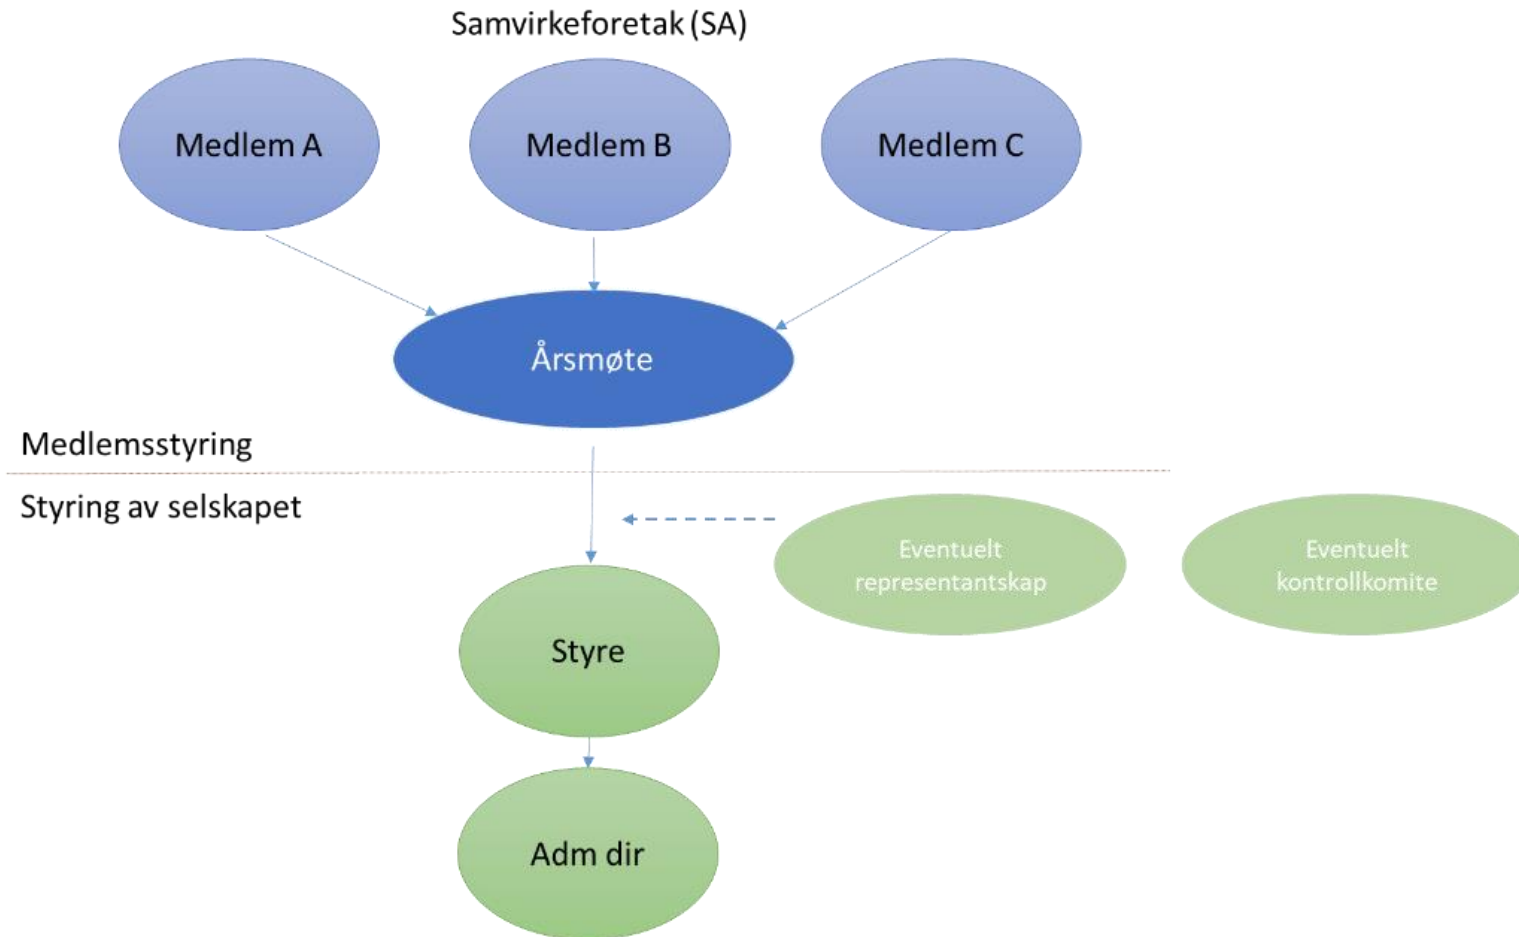 Samvirkeforetak (SA)
Medlem A
Medlem B
Medlem C
Årsmøte
Medlemsstyring
Styring av selskapet
Eventuelt
representantskap
Eventuelt
kontrollkomite
Styre
Adm dir